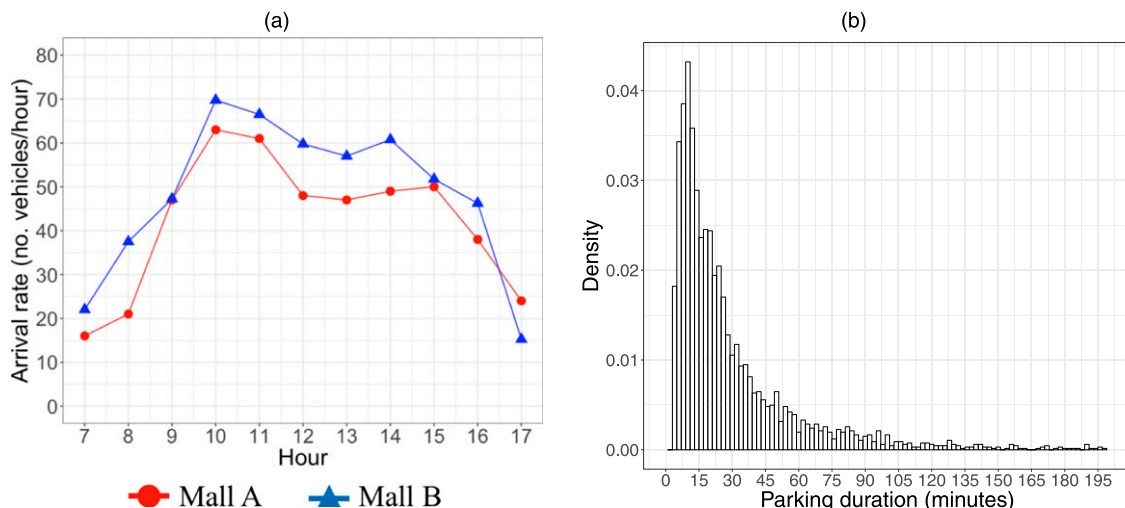 (a)
Arrival rate (no. vehicles/hour)
80
70
60
50
40
30
20
10
0
7 8 9 10 11 12 13 14 15 16 17
Hour
Mall A Mall B
(b)
Density
0.04
0.03
0.02
0.01
0.00
0 15 30 45 60 75 90 105 120 135 150 165 180 195
Parking duration (minutes)